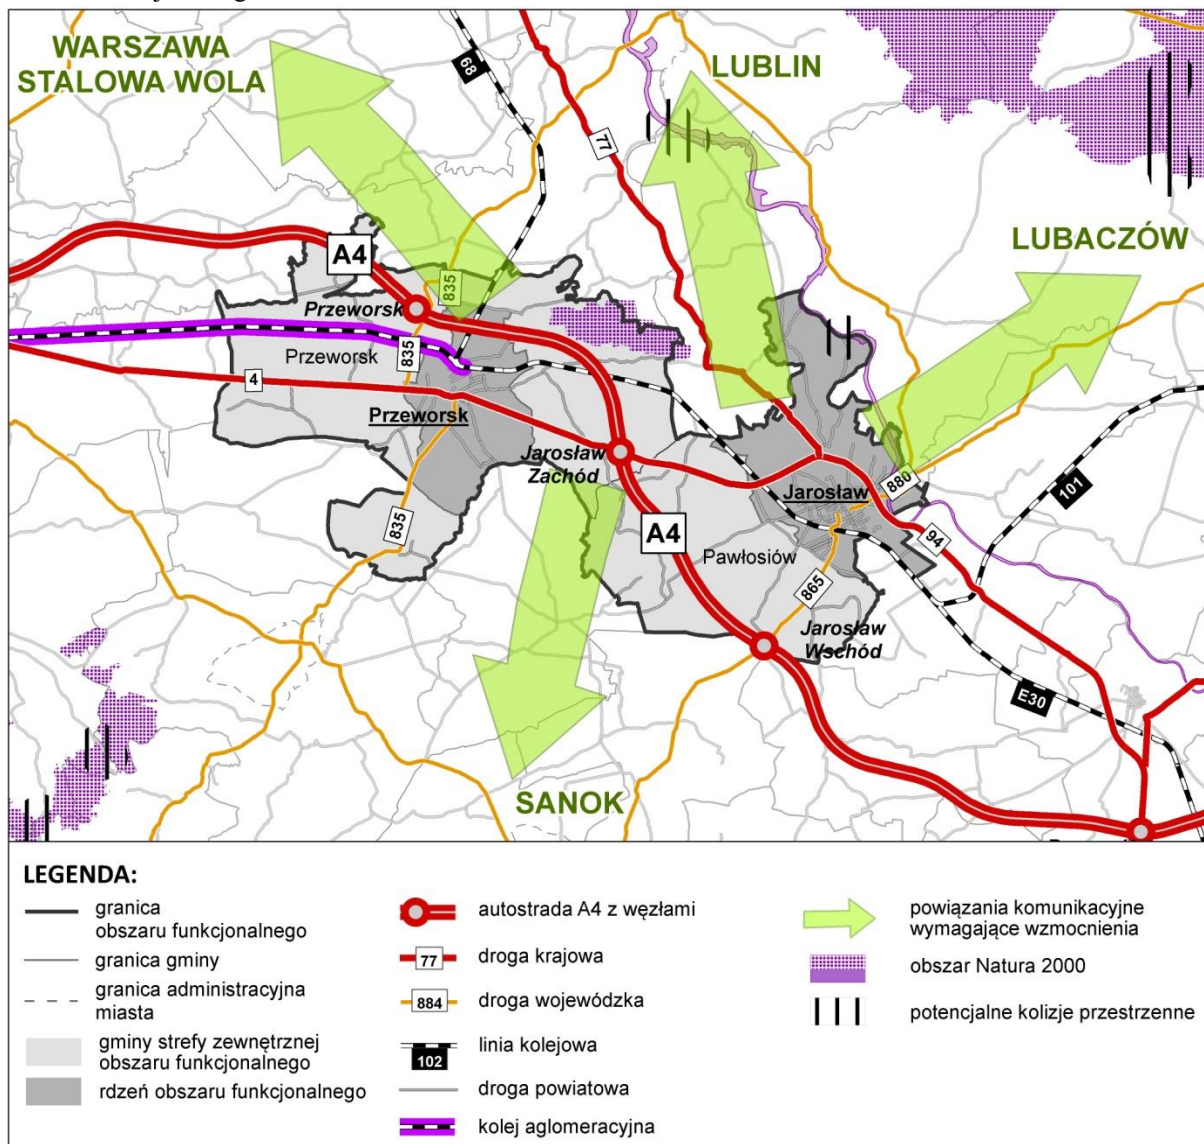 WARSZAWA
STALOWA WOLA
68
LUBLIN
77
LUBACZÓW
A4
835
Przeworsk
Przeworsk
835
4
Przeworsk
Jarosław
Zachód
Jarosław
880
101
835
A4
Pawłosiów
94
865
Jarosław
Wschód
E30
SANOK
LEGENDA:
granica
obszaru funkcjonalnego
granica gminy
granica administracyjna
miasta
gminy strefy zewnętrznej
obszaru funkcjonalnego
rdzeń obszaru funkcjonalnego
autostrada A4 z węzłami
77
droga krajowa
884
droga wojewódzka
linia kolejowa
102
droga powiatowa
kolej aglomeracyjna
powiązania komunikacyjne
wymagające wzmocnienia
obszar Natura 2000
potencjalne kolizje przestrzenne